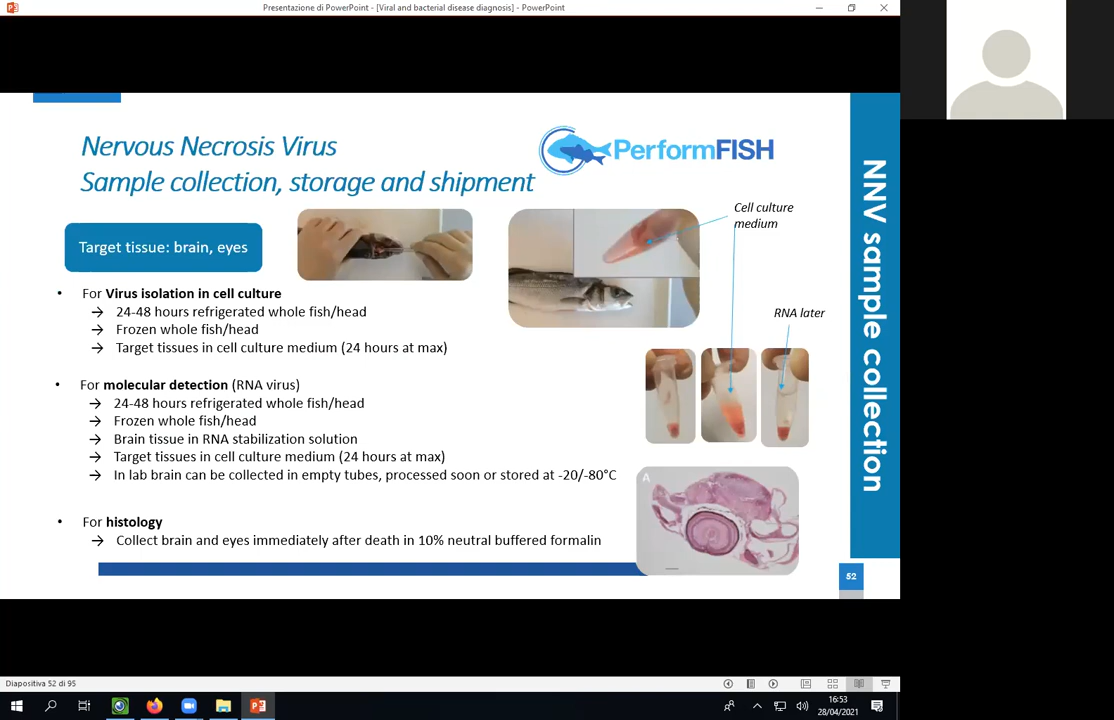 Presentazione di PowerPoint - [Viral and bacterial disease diagnosis] - PowerPoint
Nervous Necrosis Virus
Sample collection, storage and shipment
PerformFISH
NNV sample collection
Target tissue: brain, eyes
Cell culture
medium
RNA later
• For Virus isolation in cell culture
→ 24-48 hours refrigerated whole fish/head
→ Frozen whole fish/head
→ Target tissues in cell culture medium (24 hours at max)
• For molecular detection (RNA virus)
→ 24-48 hours refrigerated whole fish/head
→ Frozen whole fish/head
→ Brain tissue in RNA stabilization solution
→ Target tissues in cell culture medium (24 hours at max)
→ In lab brain can be collected in empty tubes, processed soon or stored at -20/-80°C
A
• For histology
→ Collect brain and eyes immediately after death in 10% neutral buffered formalin
52
Diapositiva 52 di 95
16:53
28/04/2021